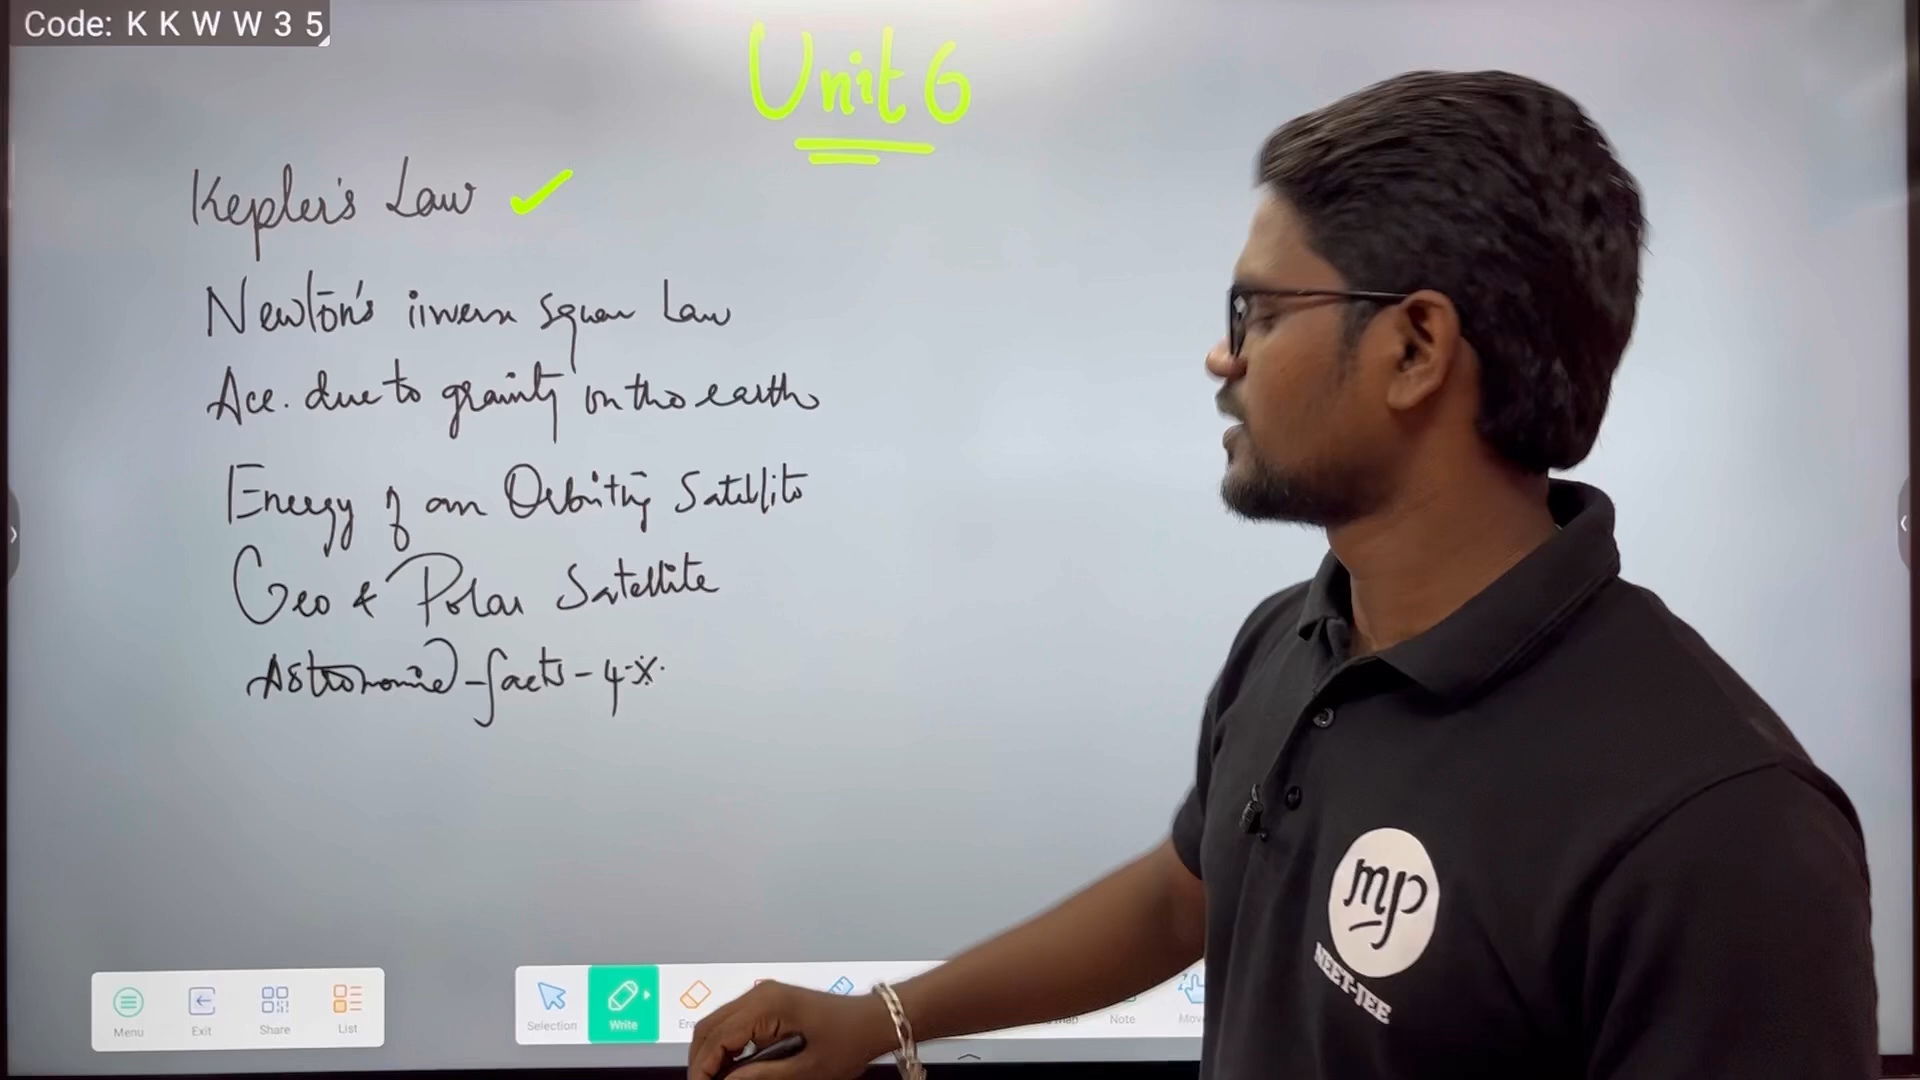 Code: K K W W 3 5
Unit 6
Kepler's Law ✓
Newton's inverse square Law
Acc. due to gravity on the earth
Energy of an Orbiting Satellite
Geo & Polar Satellite
Astronomical facts - 4
mp
NEET-JEE
Menu Exit Share List
Selection Write Note